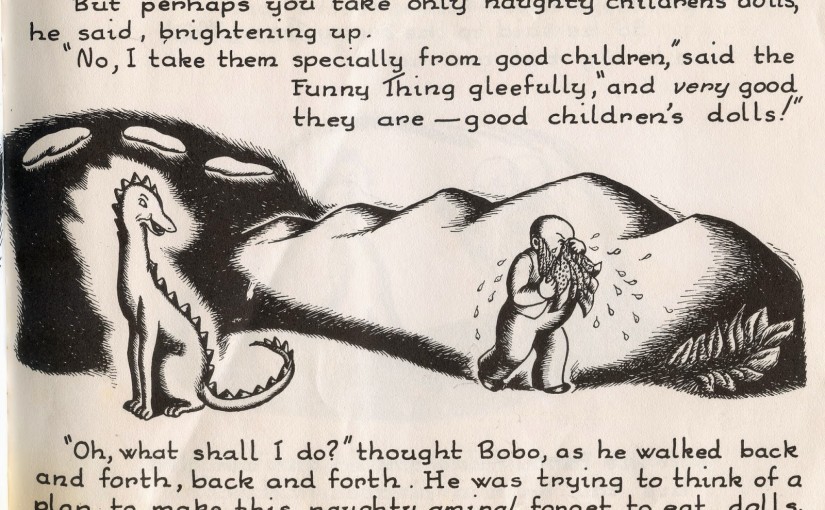 But perhaps you take only naughty childrens dolls,"
he said, brightening up.
"No, I take them specially from good children," said the
Funny Thing gleefully, "and very good
they are — good children's dolls!"
"Oh, what shall I do?" thought Bobo, as he walked back
and forth, back and forth. He was trying to think of a
plan to make this naughty aminal forget to eat dolls.